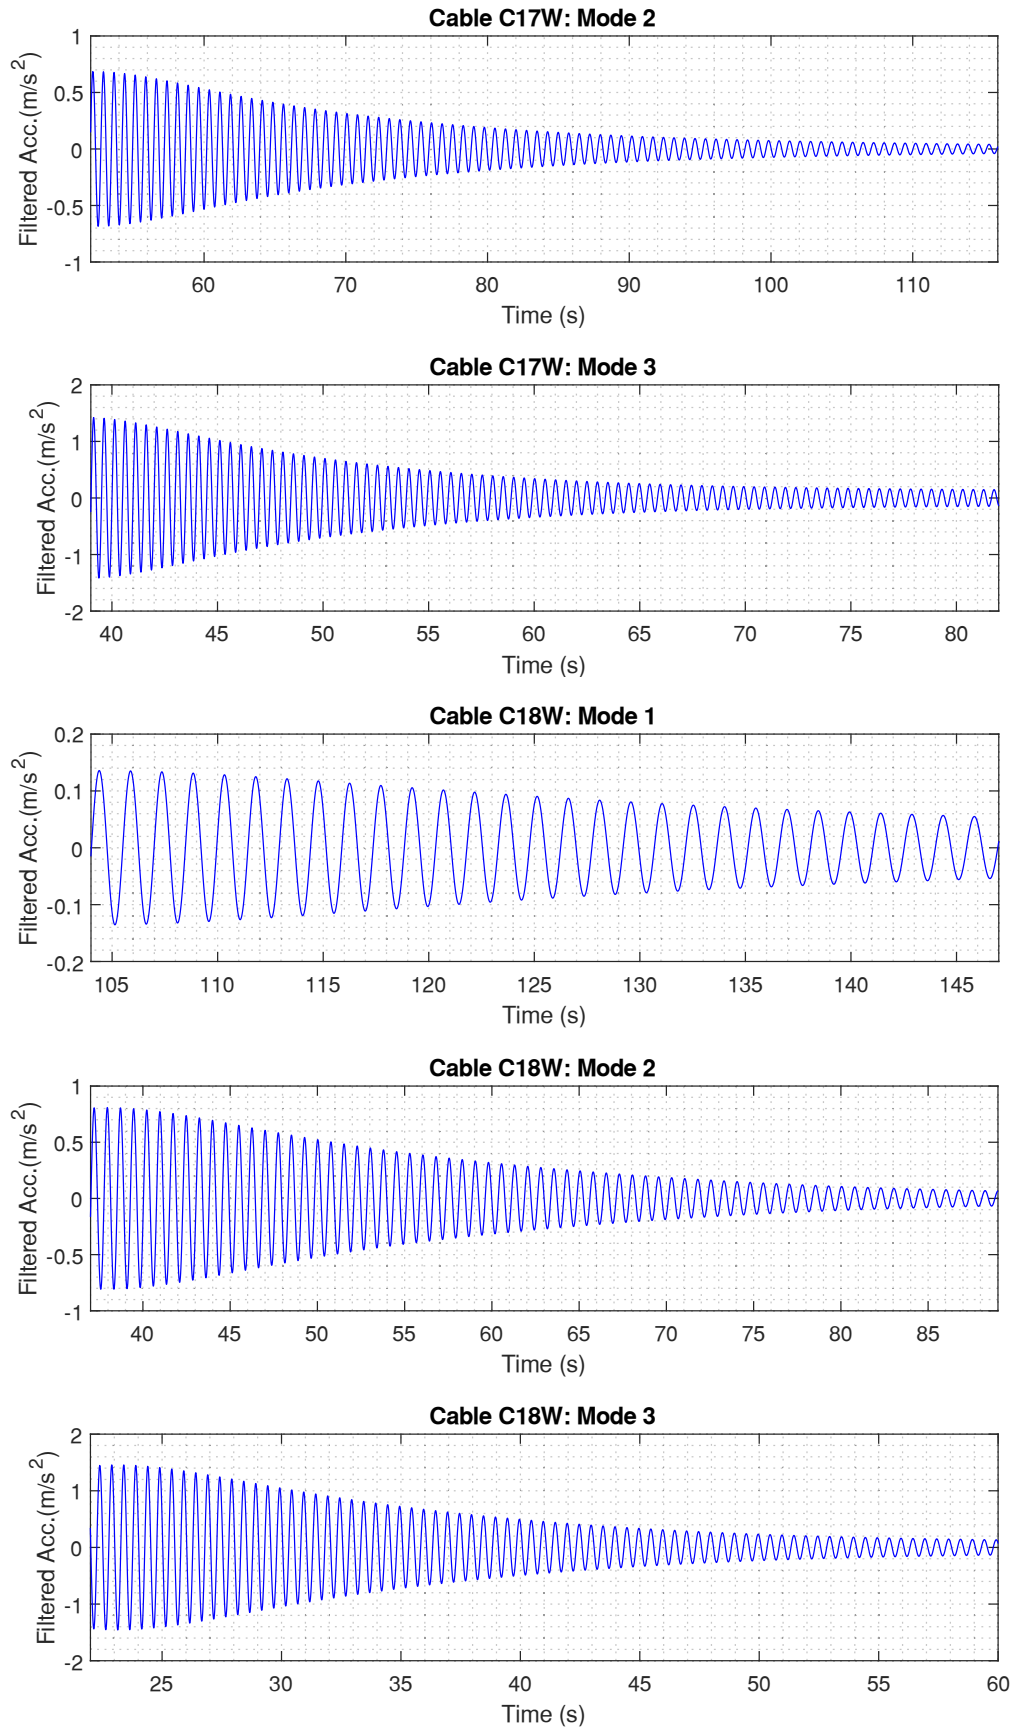 Cable C17W: Mode 2
Filtered Acc.(m/s²)
1
0.5
0
-0.5
-1
60 70 80 90 100 110
Time (s)
Cable C17W: Mode 3
Filtered Acc.(m/s²)
2
1
0
-1
-2
40 45 50 55 60 65 70 75 80
Time (s)
Cable C18W: Mode 1
Filtered Acc.(m/s²)
0.2
0.1
0
-0.1
-0.2
105 110 115 120 125 130 135 140 145
Time (s)
Cable C18W: Mode 2
Filtered Acc.(m/s²)
1
0.5
0
-0.5
-1
40 45 50 55 60 65 70 75 80 85
Time (s)
Cable C18W: Mode 3
Filtered Acc.(m/s²)
2
1
0
-1
-2
25 30 35 40 45 50 55 60
Time (s)